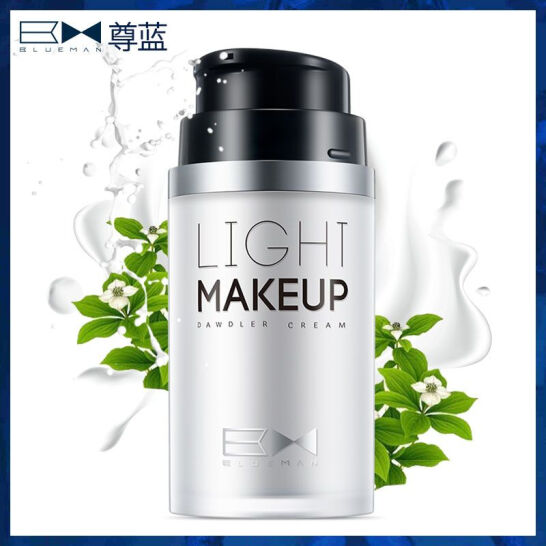 尊蓝
BLUEMAN
LIGHT
MAKEUP
DAWDLER CREAM
BLUEMAN